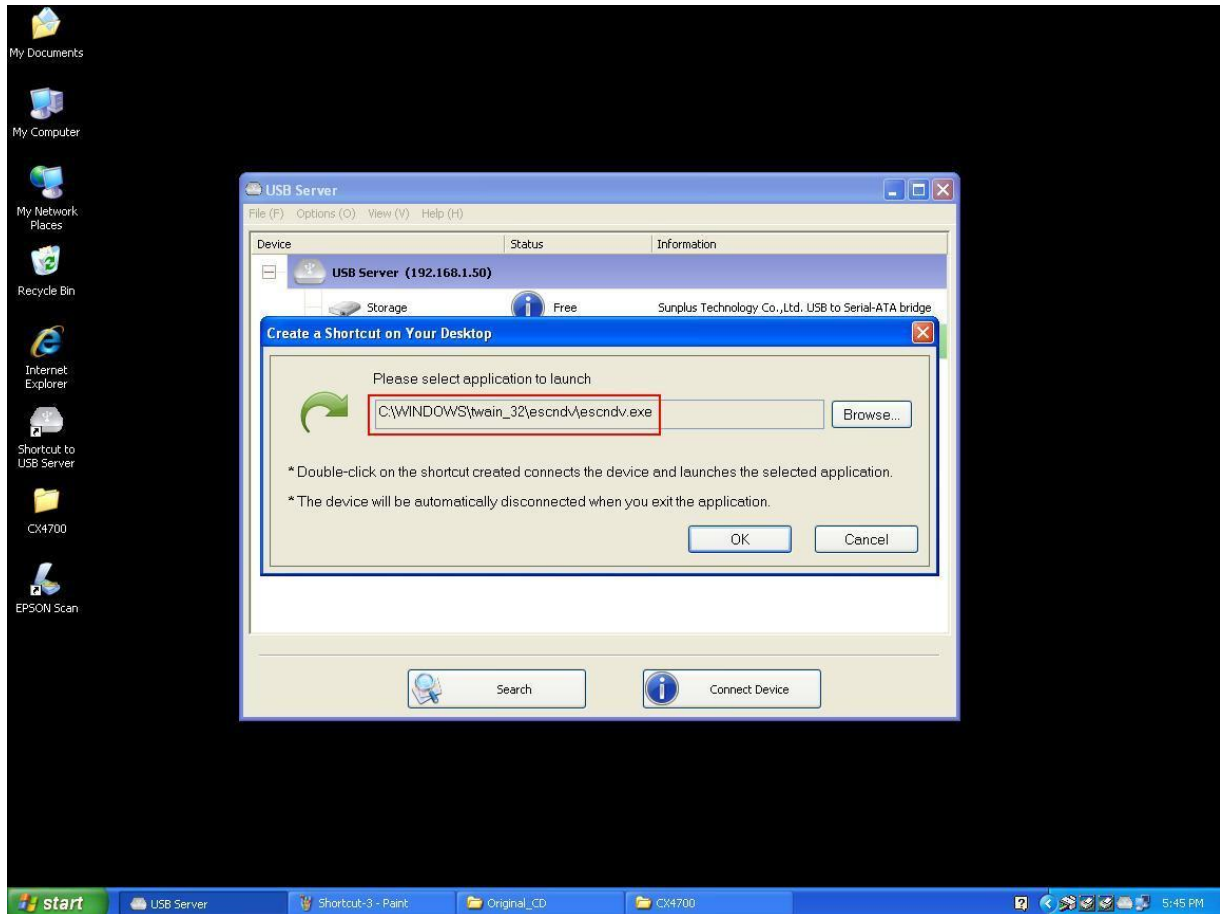 My Documents
My Computer
My Network
Places
Recycle Bin
Internet
Explorer
Shortcut to
USB Server
CX4700
EPSON Scan
USB Server
File (F) Options (O) View (V) Help (H)
Device Status Information
USB Server (192.168.1.50)
Storage Free Sunplus Technology Co.,Ltd. USB to Serial-ATA bridge
Create a Shortcut on Your Desktop
Please select application to launch
C:\WINDOWS\twain_32\escndv\escndv.exe
Browse...
* Double-click on the shortcut created connects the device and launches the selected application.
* The device will be automatically disconnected when you exit the application.
OK Cancel
Search Connect Device
start USB Server Shortcut-3 - Paint Original_CD CX4700 5:45 PM